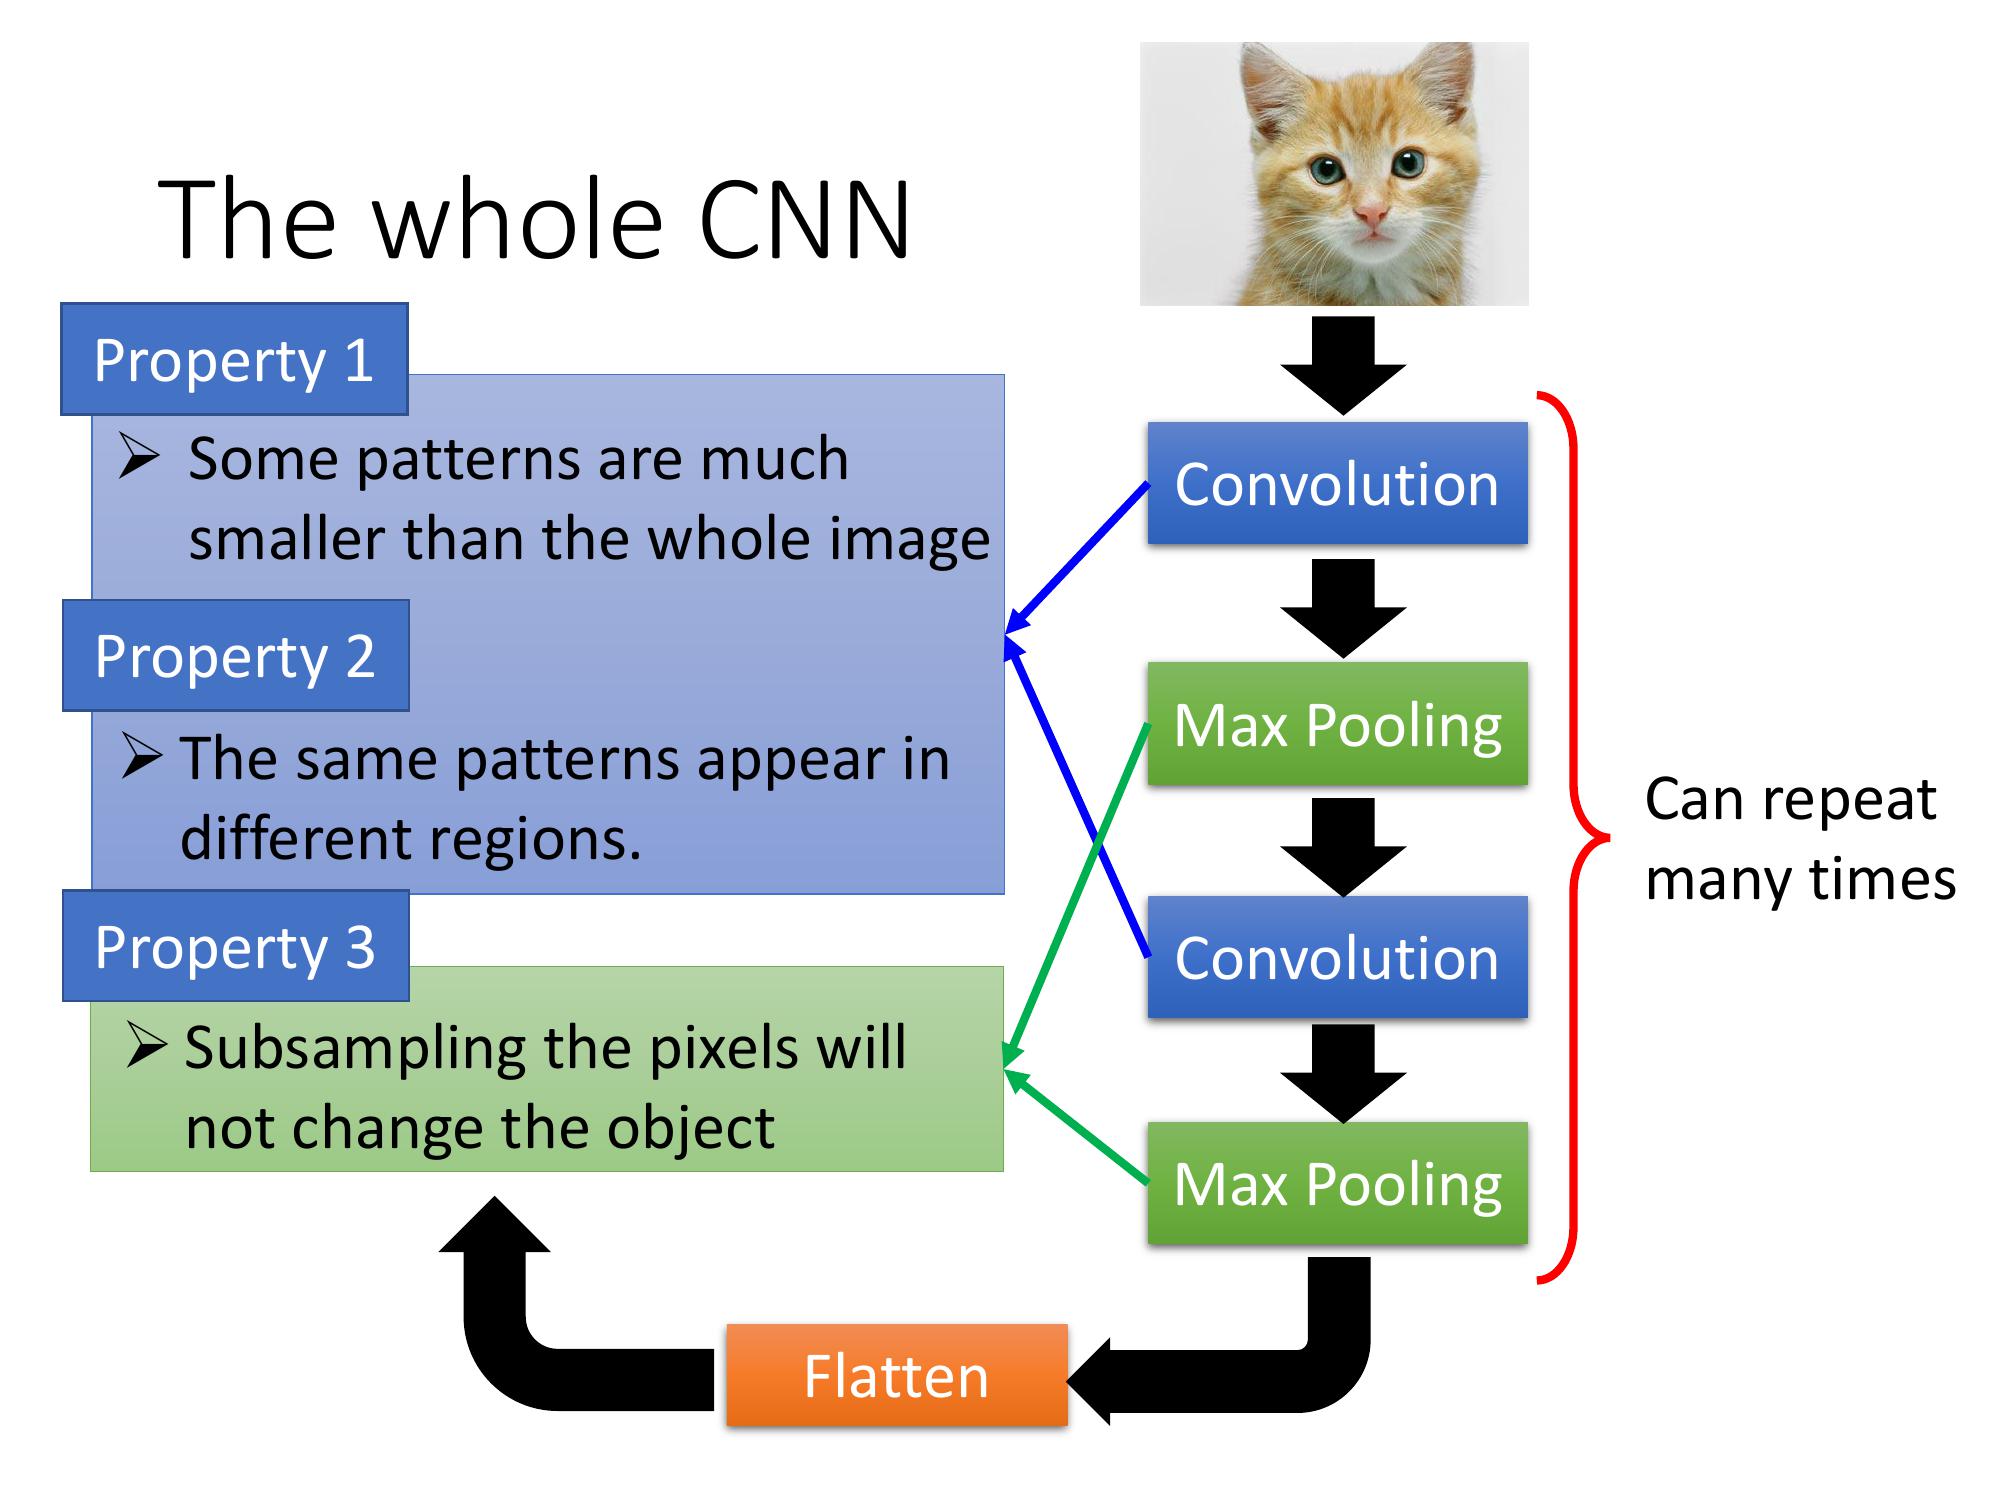 The whole CNN
Property 1
Some patterns are much
smaller than the whole image
Property 2
The same patterns appear in
different regions.
Property 3
Subsampling the pixels will
not change the object
Convolution
Max Pooling
Convolution
Max Pooling
Can repeat
many times
Flatten